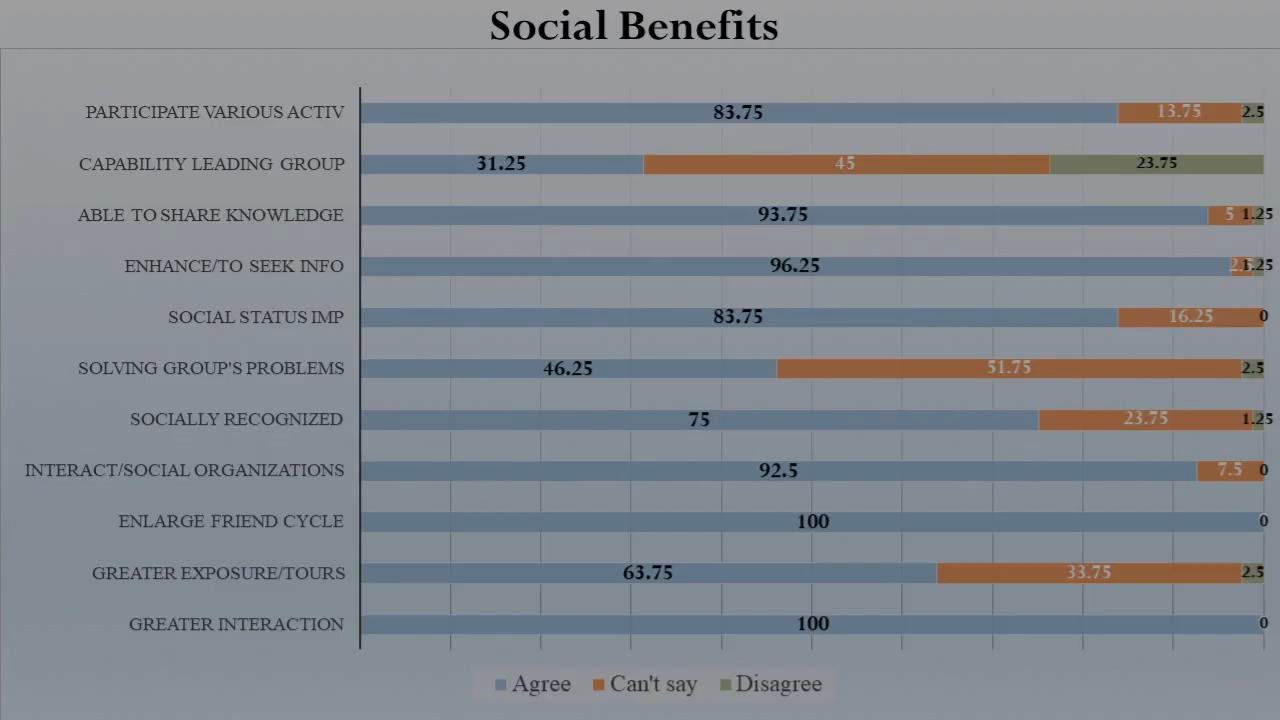 Social Benefits
PARTICIPATE VARIOUS ACTIV 83.75 13.75 2.5
CAPABILITY LEADING GROUP 31.25 45 23.75
ABLE TO SHARE KNOWLEDGE 93.75 5 1.25
ENHANCE/TO SEEK INFO 96.25 2.5 1.25
SOCIAL STATUS IMP 83.75 16.25 0
SOLVING GROUP'S PROBLEMS 46.25 51.75 2.5
SOCIALLY RECOGNIZED 75 23.75 1.25
INTERACT/SOCIAL ORGANIZATIONS 92.5 7.5 0
ENLARGE FRIEND CYCLE 100 0
GREATER EXPOSURE/TOURS 63.75 33.75 2.5
GREATER INTERACTION 100 0
Agree Can't say Disagree